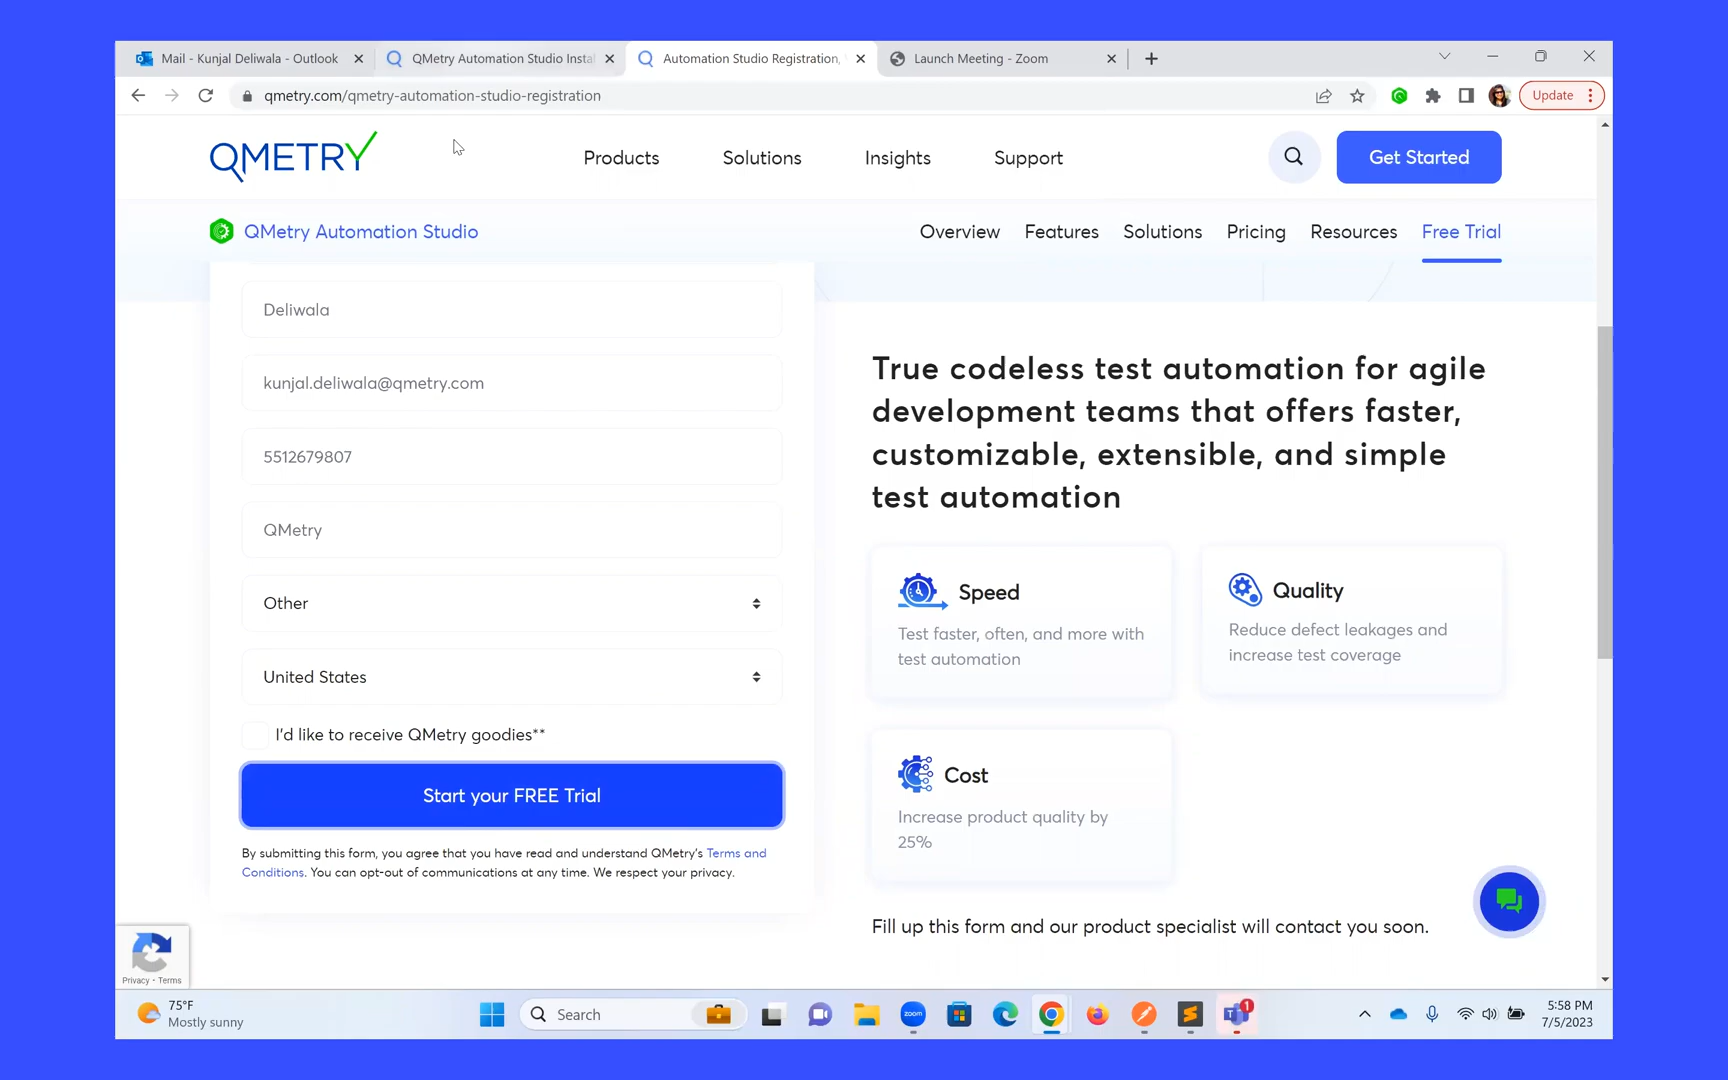 Mail - Kunjal Deliwala - Outlook
QMetry Automation Studio Insta
Automation Studio Registration,
Launch Meeting - Zoom
qmetry.com/qmetry-automation-studio-registration
Update
QMETRY
Products
Solutions
Insights
Support
Get Started
QMetry Automation Studio
Overview
Features
Solutions
Pricing
Resources
Free Trial
Deliwala
kunjal.deliwala@qmetry.com
5512679807
QMetry
Other
United States
I'd like to receive QMetry goodies**
Start your FREE Trial
By submitting this form, you agree that you have read and understand QMetry's Terms and
Conditions. You can opt-out of communications at any time. We respect your privacy.
True codeless test automation for agile
development teams that offers faster,
customizable, extensible, and simple
test automation
Speed
Test faster, often, and more with
test automation
Quality
Reduce defect leakages and
increase test coverage
Cost
Increase product quality by
25%
Fill up this form and our product specialist will contact you soon.
Privacy - Terms
75°F
Mostly sunny
Search
zoom
1
5:58 PM
7/5/2023